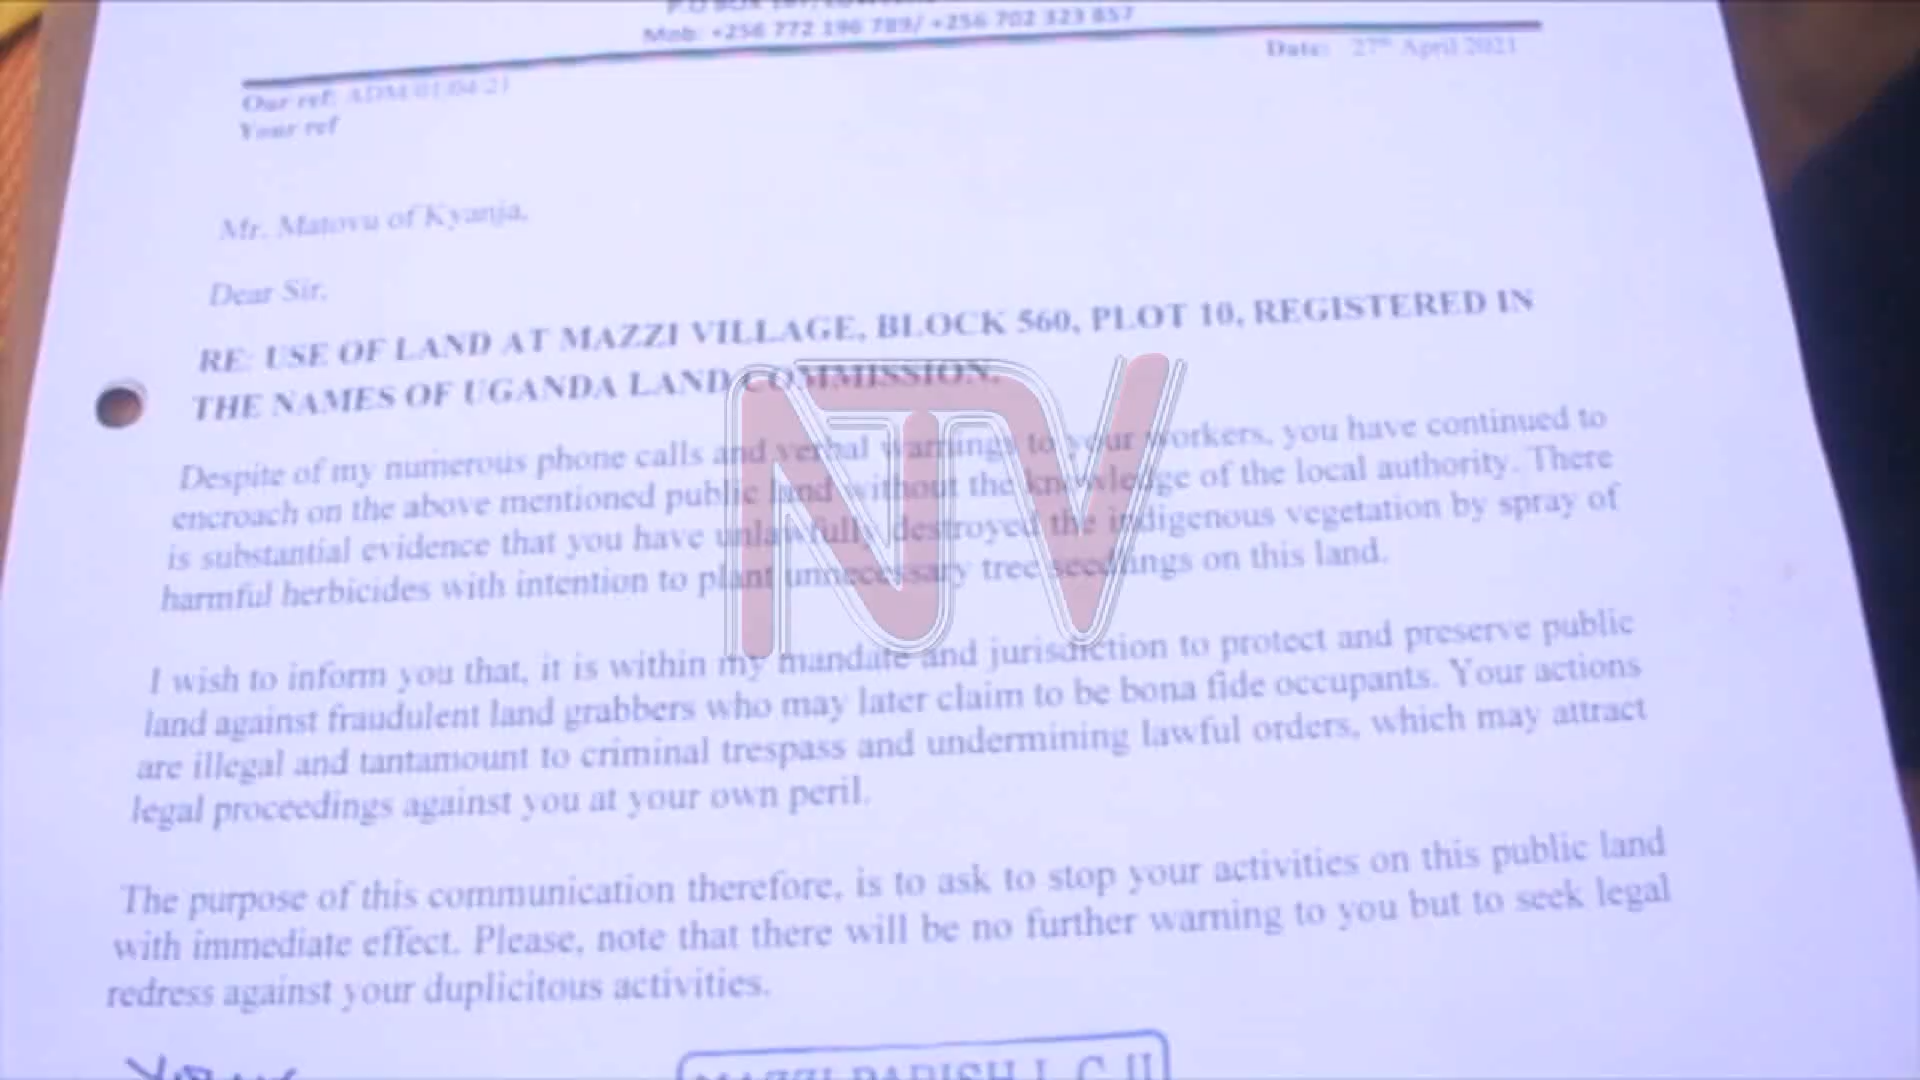 P.O BOX
Mob: +256 772 196 789/ +256 702 323 857
Date: 27th April 2021
Our ref: ADM/01/04/21
Your ref
Mr. Matovu of Kyanja,
Dear Sir,
RE: USE OF LAND AT MAZZI VILLAGE, BLOCK 560, PLOT 10, REGISTERED IN
THE NAMES OF UGANDA LAND COMMISSION.
NTV
Despite of my numerous phone calls and verbal warnings to your workers, you have continued to
encroach on the above mentioned public land without the knowledge of the local authority. There
is substantial evidence that you have unlawfully destroyed the indigenous vegetation by spray of
harmful herbicides with intention to plant unnecessary tree seedlings on this land.
I wish to inform you that, it is within my mandate and jurisdiction to protect and preserve public
land against fraudulent land grabbers who may later claim to be bona fide occupants. Your actions
are illegal and tantamount to criminal trespass and undermining lawful orders, which may attract
legal proceedings against you at your own peril.
The purpose of this communication therefore, is to ask to stop your activities on this public land
with immediate effect. Please, note that there will be no further warning to you but to seek legal
redress against your duplicitous activities.
MAZZI PARISH L.C II